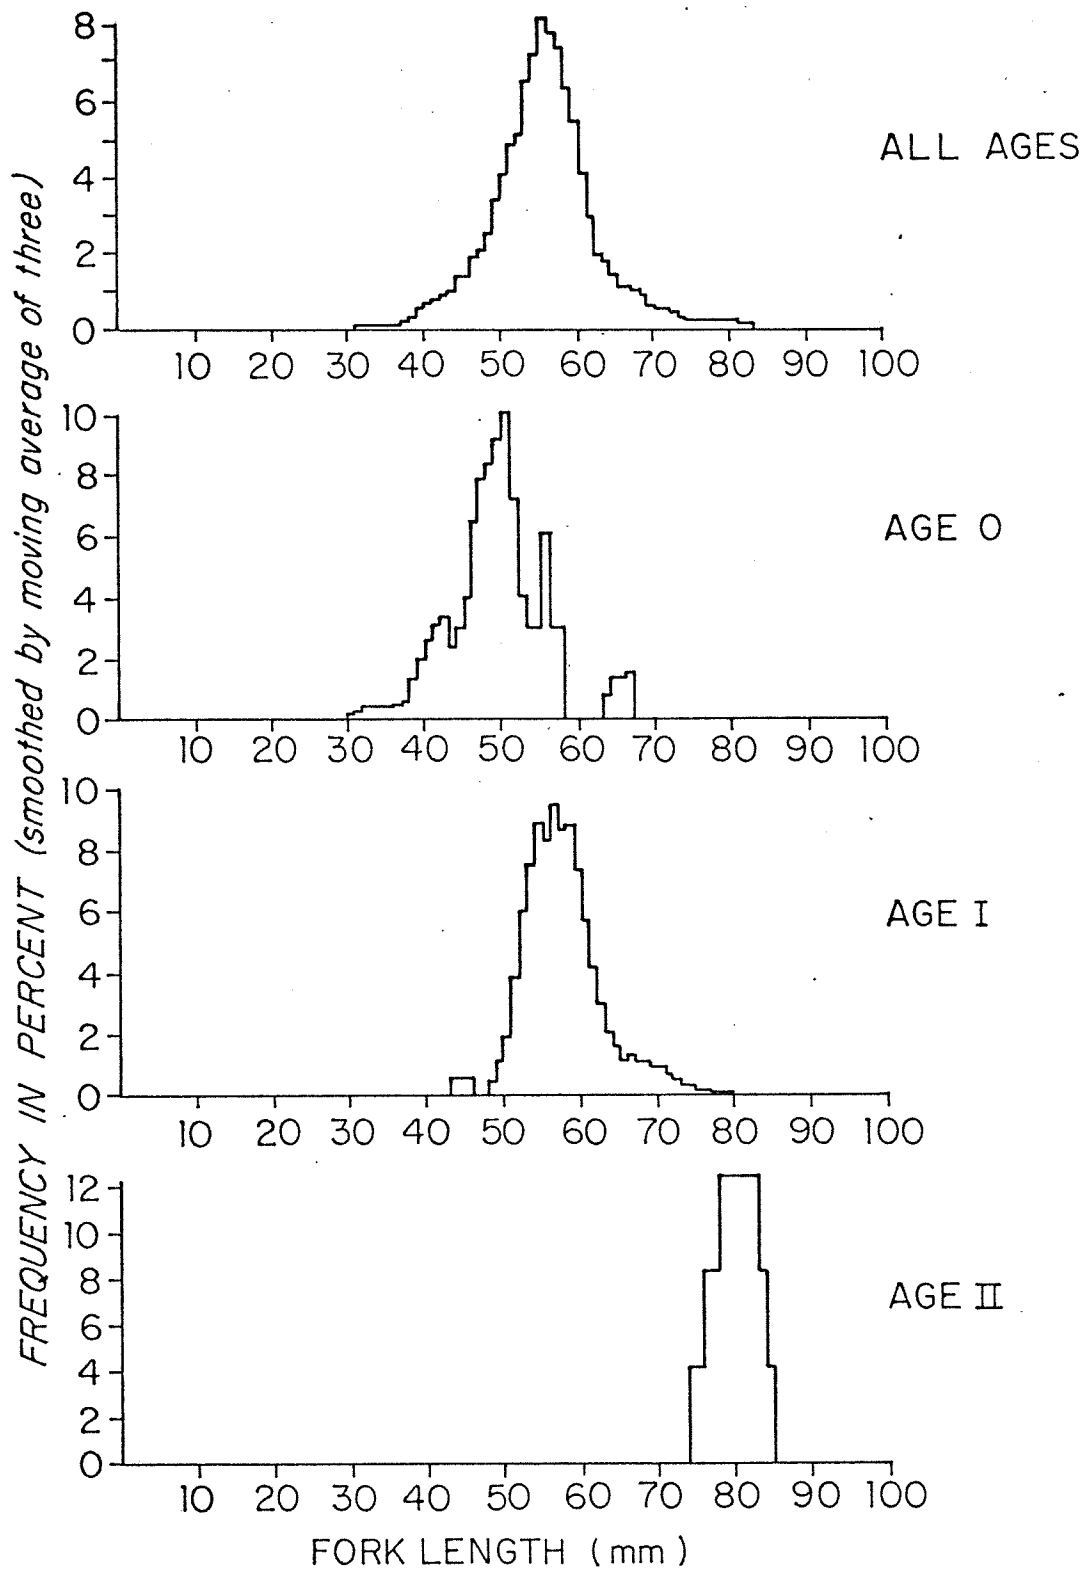 FREQUENCY IN PERCENT (smoothed by moving average of three)
8
6
4
2
0
10 20 30 40 50 60 70 80 90 100
ALL AGES
10
8
6
4
2
0
10 20 30 40 50 60 70 80 90 100
AGE 0
10
8
6
4
2
0
10 20 30 40 50 60 70 80 90 100
AGE I
12
10
8
6
4
2
0
10 20 30 40 50 60 70 80 90 100
AGE II
FORK LENGTH (mm)